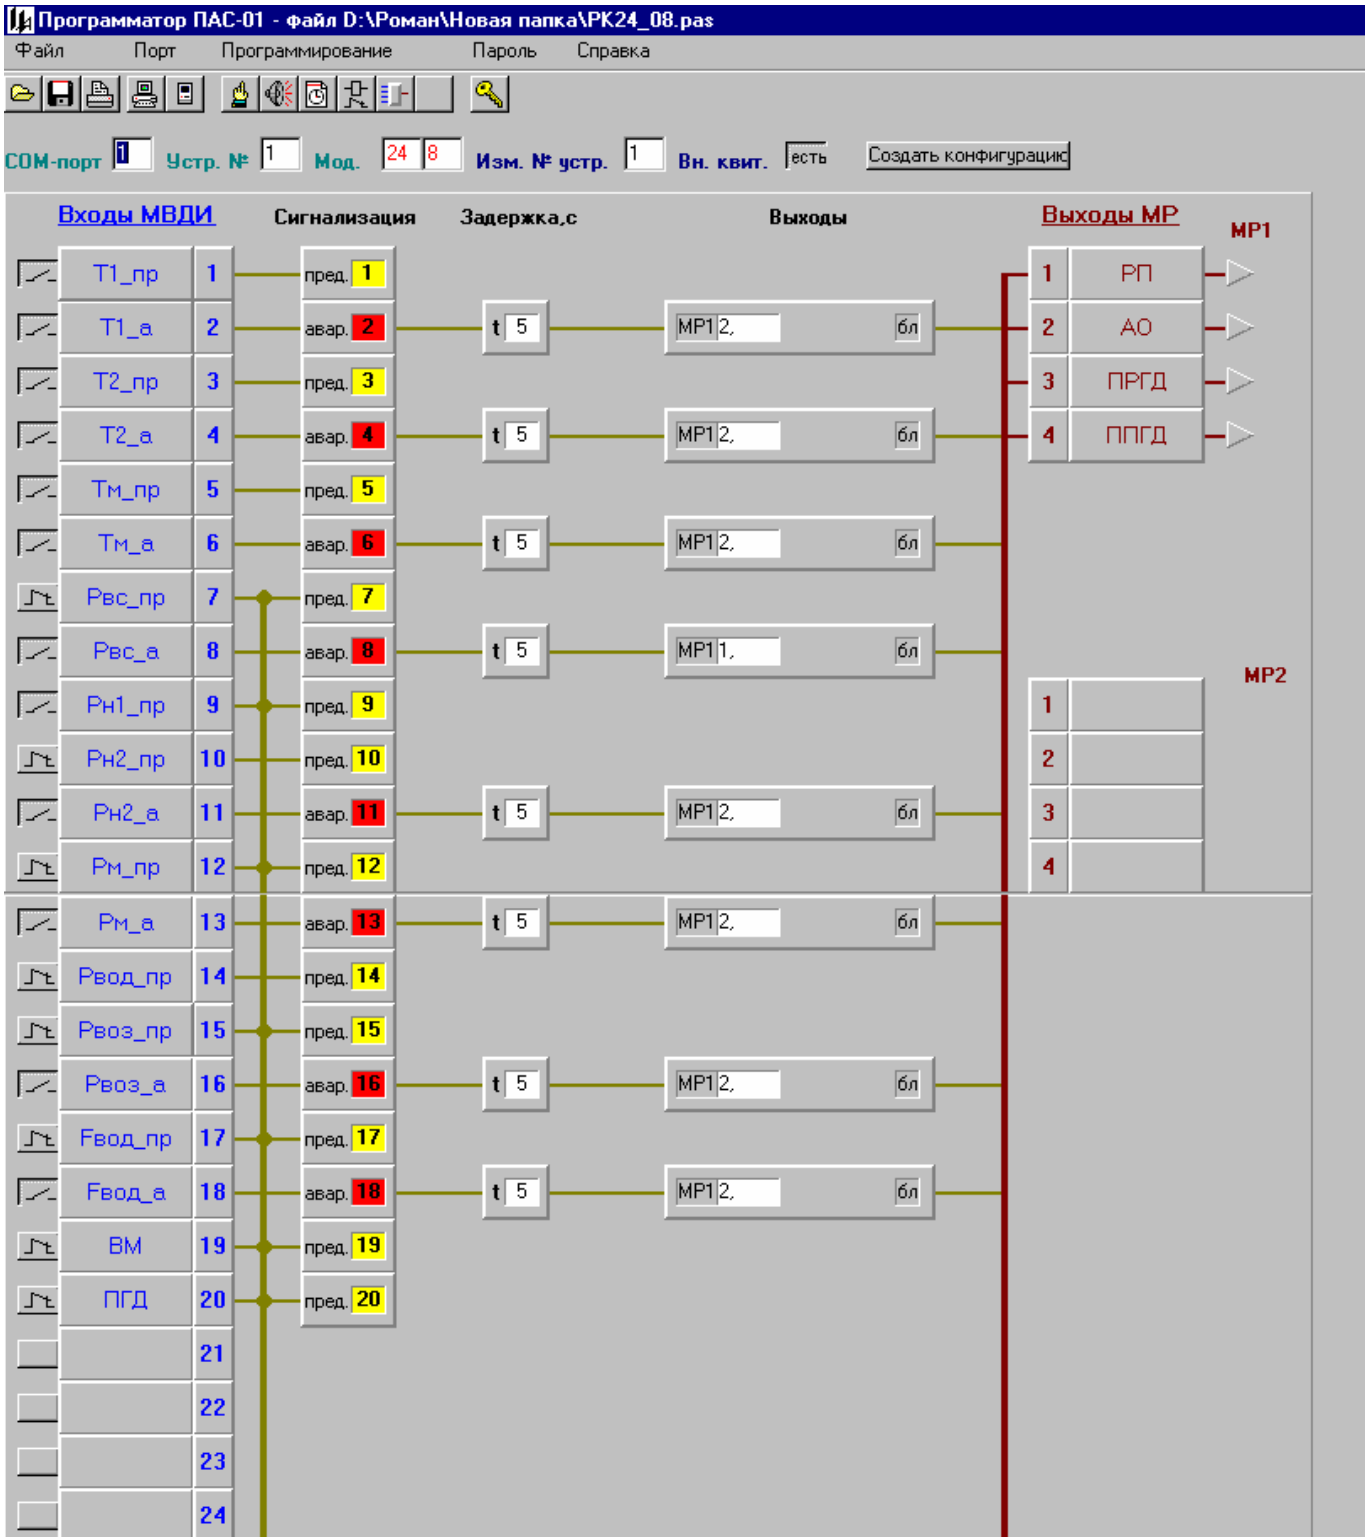 Программатор ПАС-01 - файл D:\Роман\Новая папка\РК24_08.pas
Файл Порт Программирование Пароль Справка
COM-порт 1 Устр. № 1 Мод. 24 8 Изм. № устр. 1 Вн. квит. есть Создать конфигурацию
Входы МВДИ Сигнализация Задержка,с Выходы Выходы МР МР1
Т1_пр 1 пред. 1 1 РП
Т1_а 2 авар. 2 t 5 МР1 2, бл 2 АО
Т2_пр 3 пред. 3 3 ПРГД
Т2_а 4 авар. 4 t 5 МР1 2, бл 4 ППГД
Тм_пр 5 пред. 5
Тм_а 6 авар. 6 t 5 МР1 2, бл
Рвс_пр 7 пред. 7
Рвс_а 8 авар. 8 t 5 МР1 1, бл
МР2
Рн1_пр 9 пред. 9 1
Рн2_пр 10 пред. 10 2
Рн2_а 11 авар. 11 t 5 МР1 2, бл 3
Рм_пр 12 пред. 12 4
Рм_а 13 авар. 13 t 5 МР1 2, бл
Рвод_пр 14 пред. 14
Рвоз_пр 15 пред. 15
Рвоз_а 16 авар. 16 t 5 МР1 2, бл
Fвод_пр 17 пред. 17
Fвод_а 18 авар. 18 t 5 МР1 2, бл
ВМ 19 пред. 19
ПГД 20 пред. 20
21
22
23
24